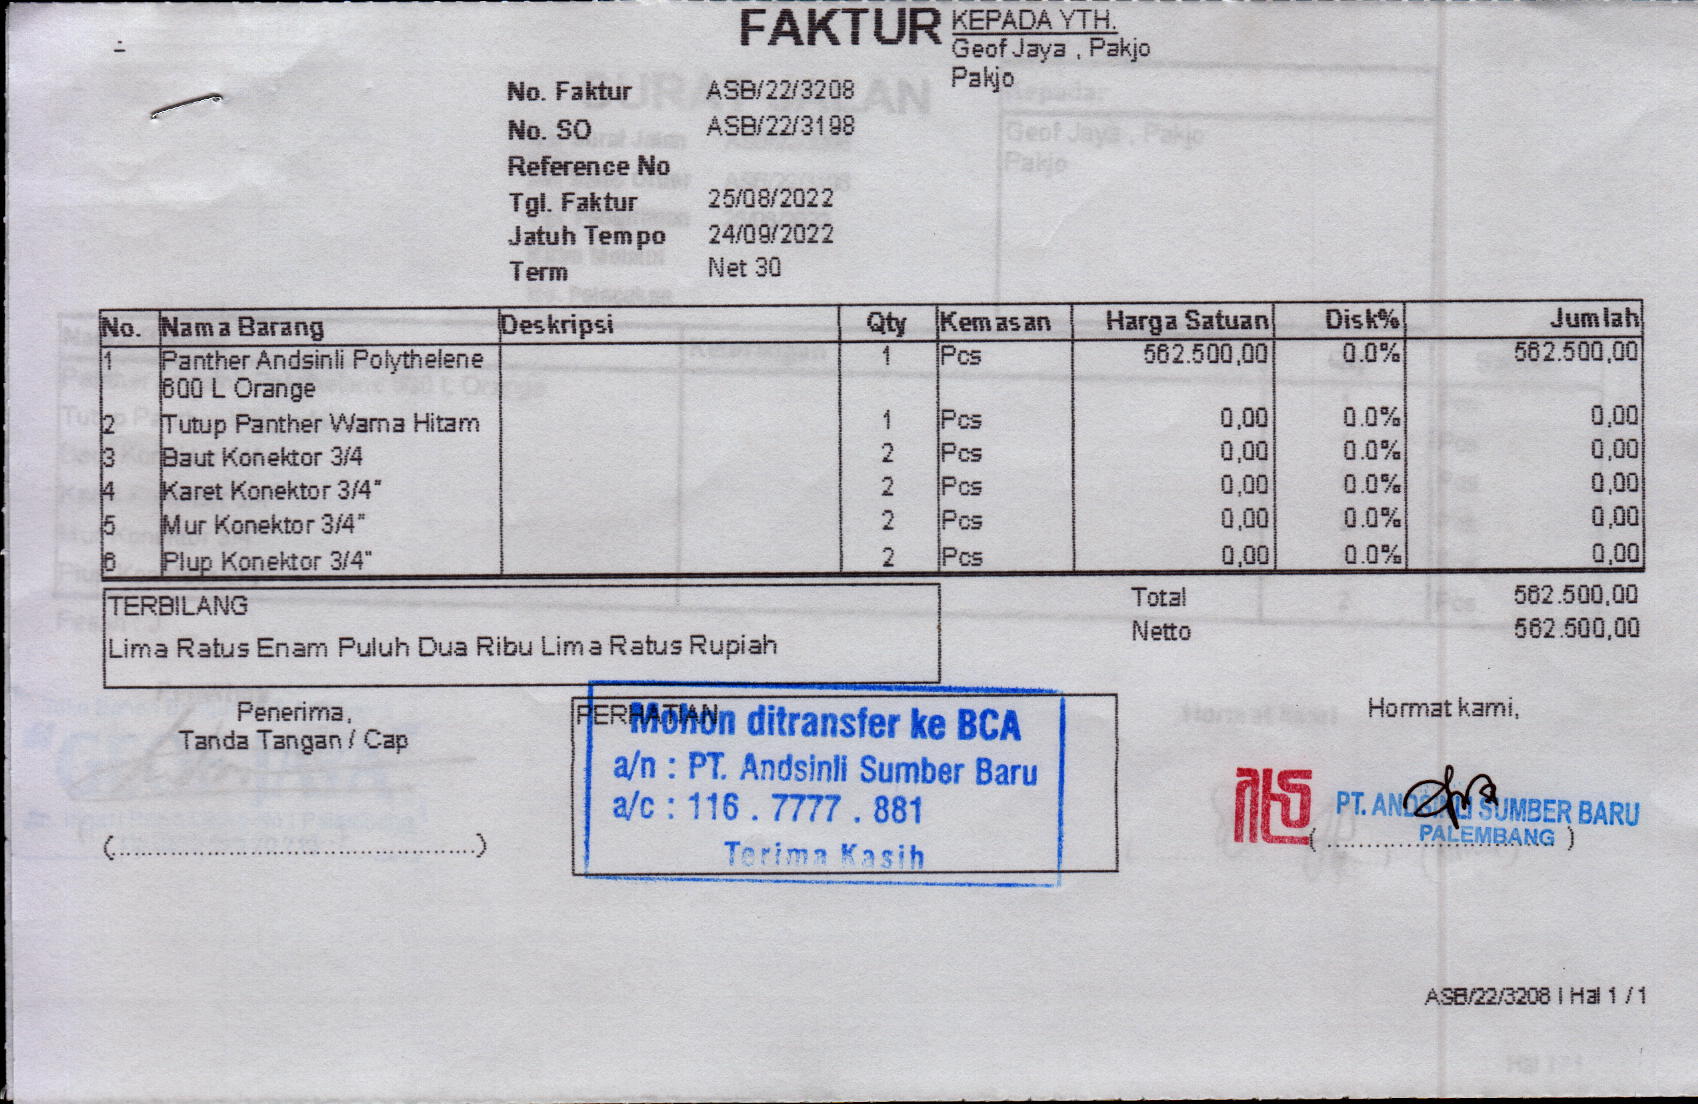 FAKTUR
KEPADA YTH.
Geof Jaya , Pakjo
Pakjo
No. Faktur ASB/22/3208
No. SO ASB/22/3198
Reference No
Tgl. Faktur 25/08/2022
Jatuh Tempo 24/09/2022
Term Net 30
No. Nama Barang Deskripsi Qty Kemasan Harga Satuan Disk% Jumlah
1 Panther Andsinli Polythelene 1 Pcs 562.500,00 0.0% 562.500,00
600 L Orange
2 Tutup Panther Warna Hitam 1 Pcs 0,00 0.0% 0,00
3 Baut Konektor 3/4 2 Pcs 0,00 0.0% 0,00
4 Karet Konektor 3/4" 2 Pcs 0,00 0.0% 0,00
5 Mur Konektor 3/4" 2 Pcs 0,00 0.0% 0,00
6 Plup Konektor 3/4" 2 Pcs 0,00 0.0% 0,00
TERBILANG
Lima Ratus Enam Puluh Dua Ribu Lima Ratus Rupiah
Total 562.500,00
Netto 562.500,00
Penerima,
Tanda Tangan / Cap
(................................................)
PERHATIAN
Mohon ditransfer ke BCA
a/n : PT. Andsinli Sumber Baru
a/c : 116 . 7777 . 881
Terima Kasih
Hormat kami,
PT. ANDSINLI SUMBER BARU
PALEMBANG
(................................)
ASB/22/3208 | Hal 1 / 1